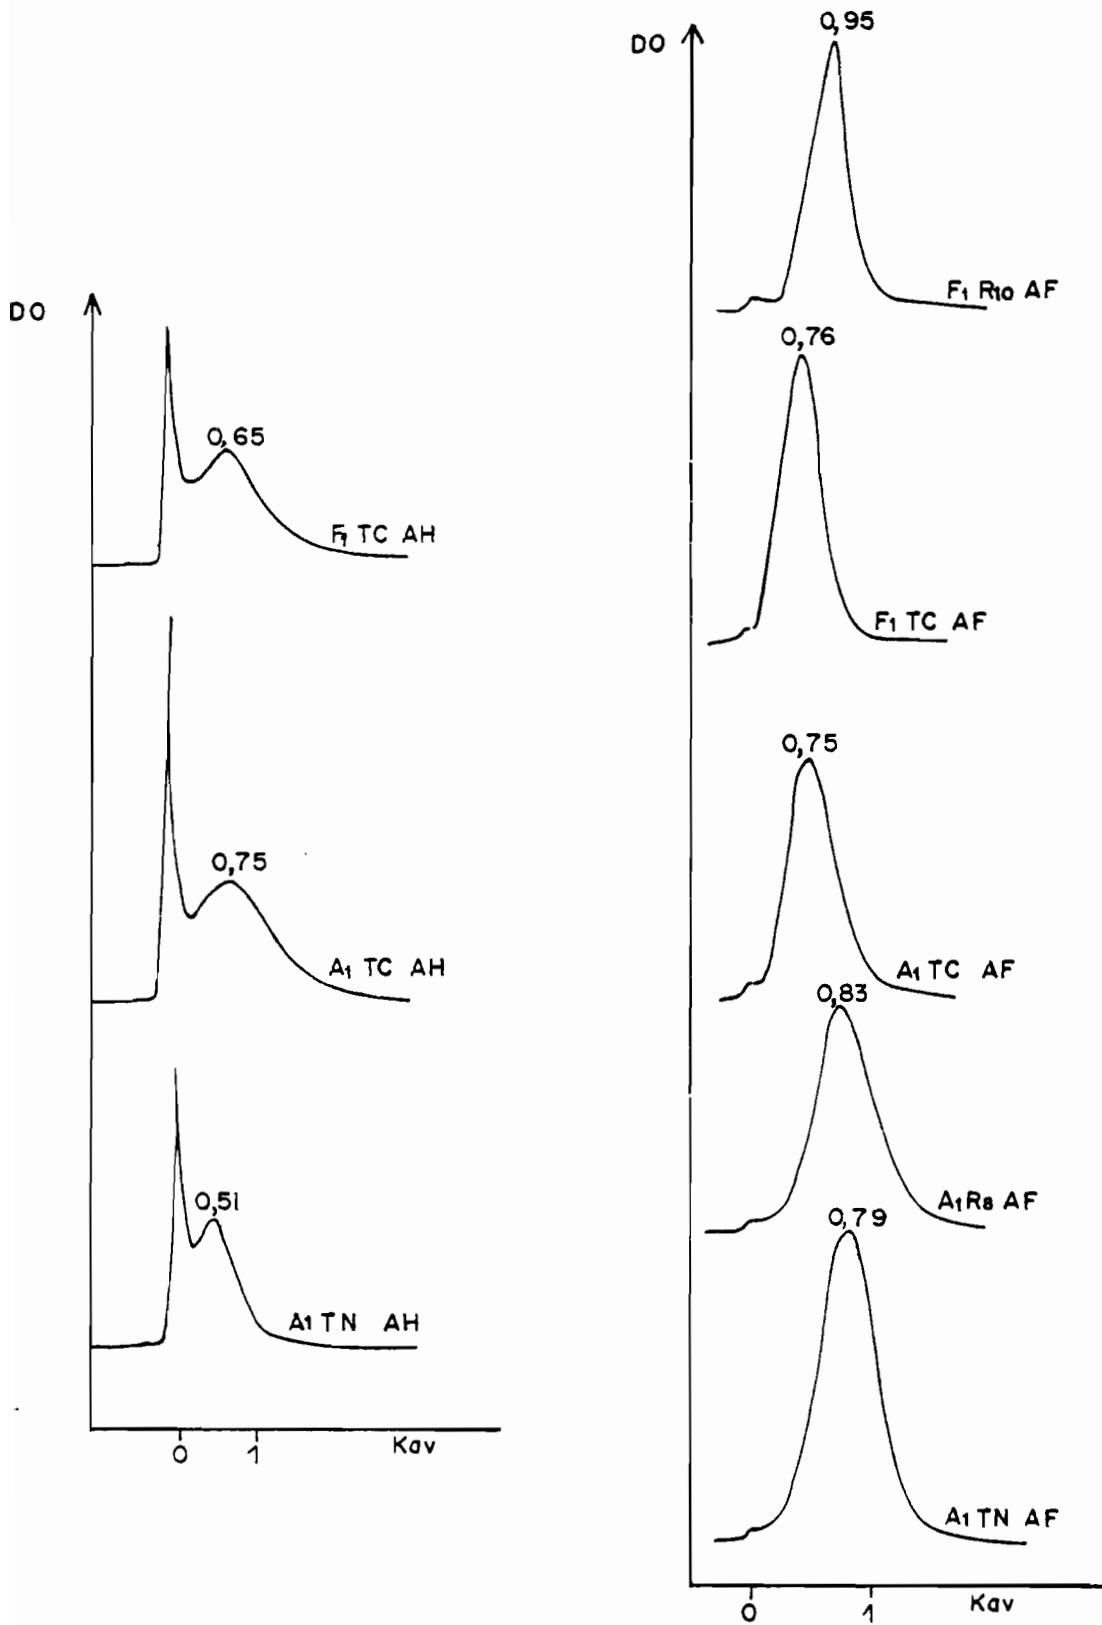 DO
0,65
F1 TC AH
0,75
A1 TC AH
0,51
A1 TN AH
0 1 Kav
DO
0,95
F1 R10 AF
0,76
F1 TC AF
0,75
A1 TC AF
0,83
A1 R8 AF
0,79
A1 TN AF
0 1 Kav